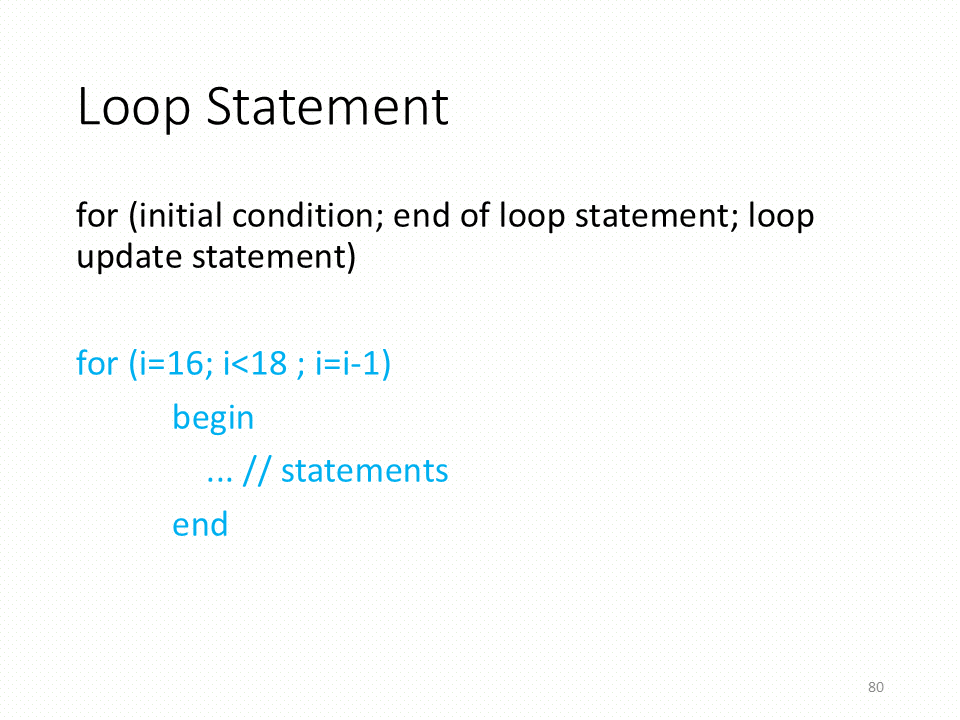 Loop Statement
for (initial condition; end of loop statement; loop
update statement)
for (i=16; i<18 ; i=i-1)
begin
... // statements
end
80